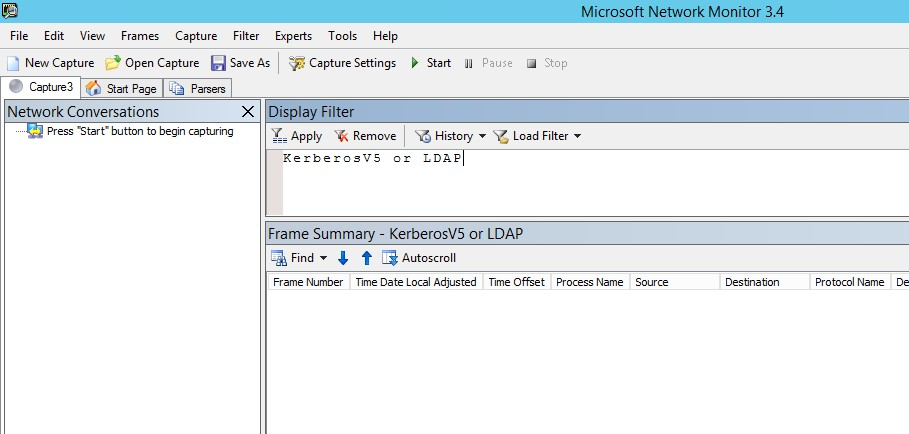 Microsoft Network Monitor 3.4
File Edit View Frames Capture Filter Experts Tools Help
New Capture Open Capture Save As Capture Settings Start Pause Stop
Capture3 Start Page Parsers
Network Conversations
Press "Start" button to begin capturing
Display Filter
Apply Remove History Load Filter
KerberosV5 or LDAP
Frame Summary - KerberosV5 or LDAP
Find Autoscroll
Frame Number Time Date Local Adjusted Time Offset Process Name Source Destination Protocol Name De